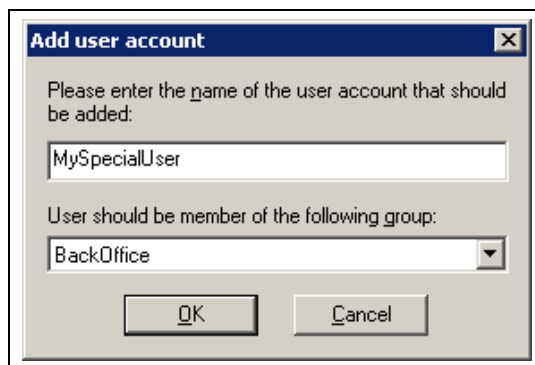 Add user account
Please enter the name of the user account that should
be added:
MySpecialUser
User should be member of the following group:
BackOffice
OK
Cancel